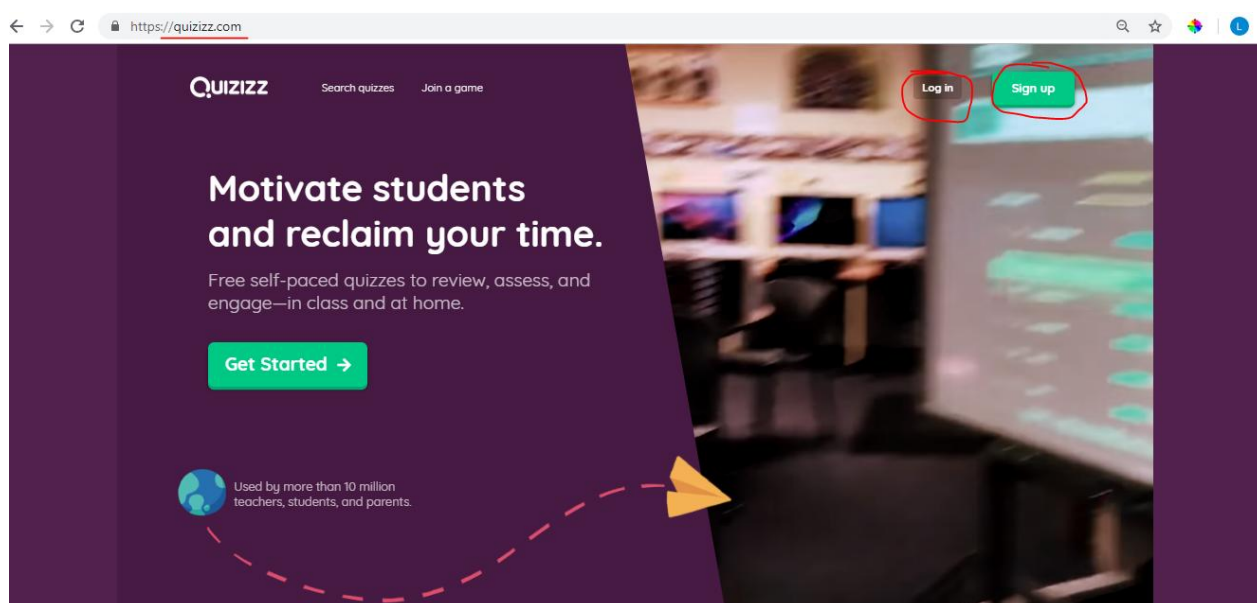 https://quizizz.com
L
Quizizz
Search quizzes
Join a game
Log in
Sign up
Motivate students
and reclaim your time.
Free self-paced quizzes to review, assess, and
engage—in class and at home.
Get Started →
Used by more than 10 million
teachers, students, and parents.